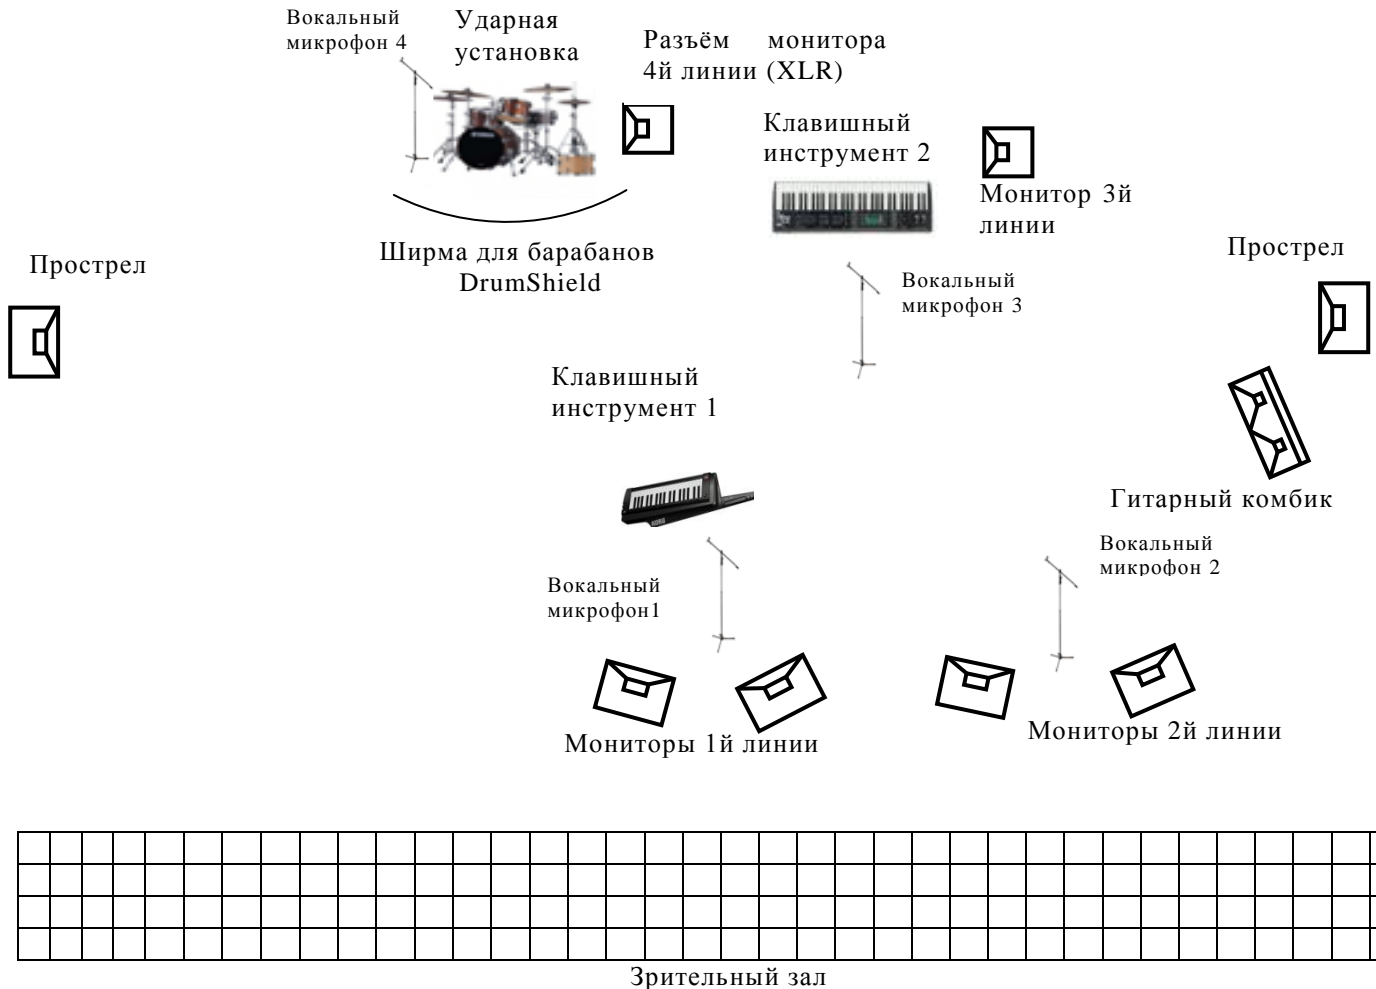 Вокальный
микрофон 4
Ударная
установка
Разъём монитора
4й линии (XLR)
Клавишный
инструмент 2
Монитор 3й
линии
Ширма для барабанов
DrumShield
Прострел
Прострел
Вокальный
микрофон 3
Клавишный
инструмент 1
Гитарный комбик
Вокальный
микрофон 2
Вокальный
микрофон1
Мониторы 1й линии
Мониторы 2й линии
Зрительный зал